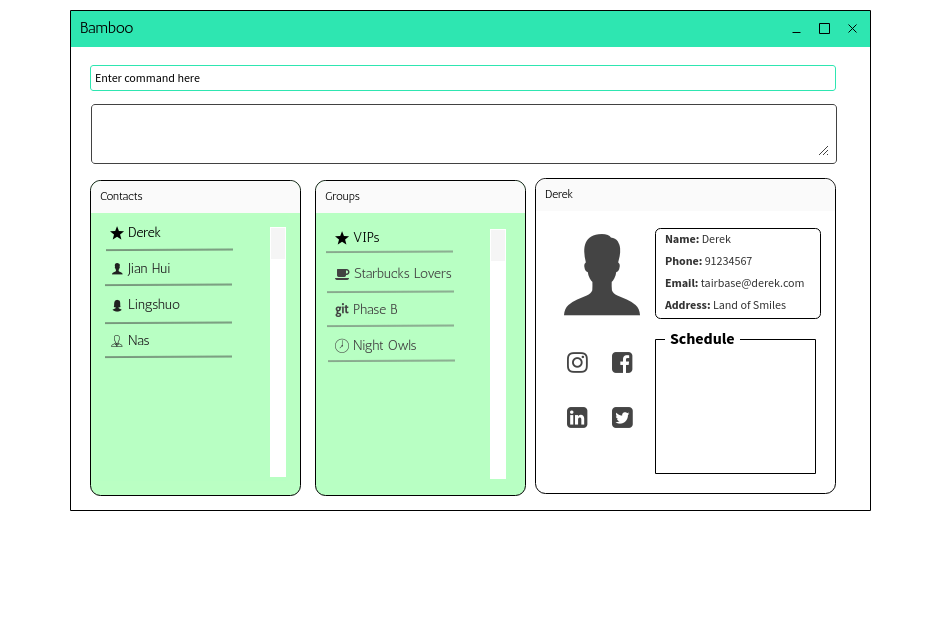 Bamboo
Enter command here
Contacts
Derek
Jian Hui
Lingshuo
Nas
Groups
VIPs
Starbucks Lovers
git Phase B
Night Owls
Derek
Name: Derek
Phone: 91234567
Email: tairbase@derek.com
Address: Land of Smiles
Schedule
in